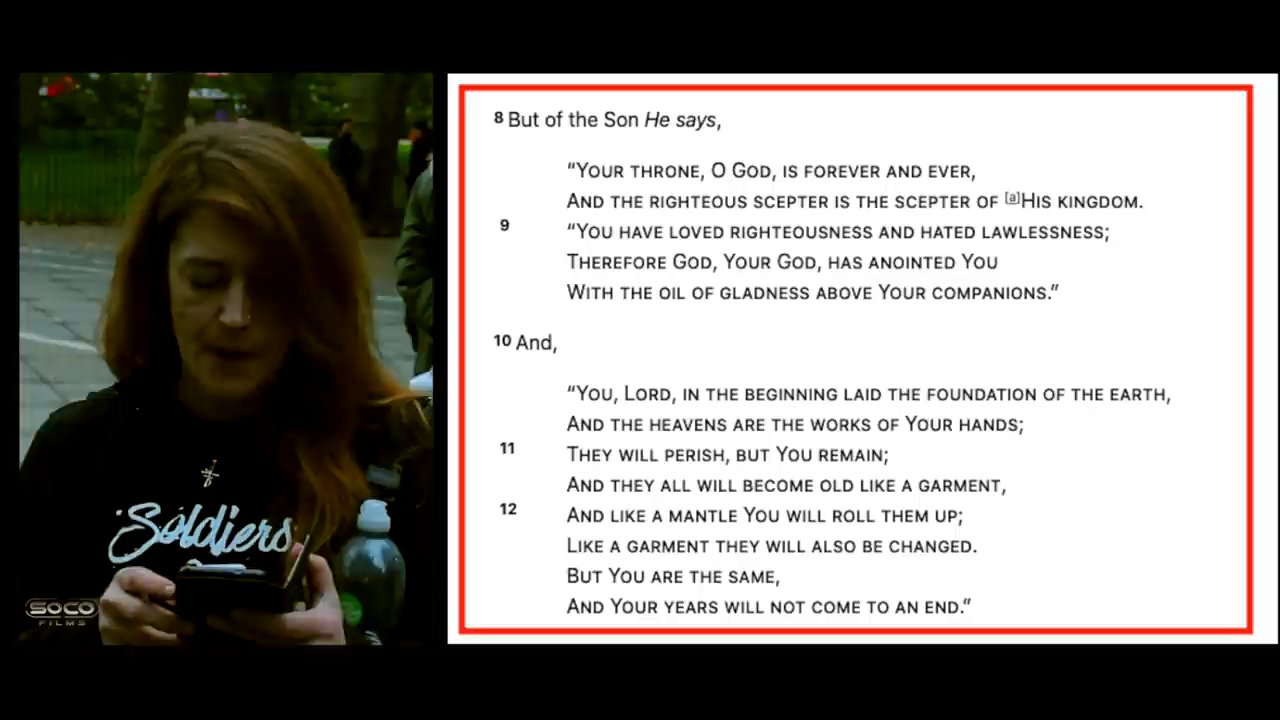 Soldiers
SOCO
FILMS
8 But of the Son He says,
“YOUR THRONE, O GOD, IS FOREVER AND EVER,
AND THE RIGHTEOUS SCEPTER IS THE SCEPTER OF [a]HIS KINGDOM.
9 “YOU HAVE LOVED RIGHTEOUSNESS AND HATED LAWLESSNESS;
THEREFORE GOD, YOUR GOD, HAS ANOINTED YOU
WITH THE OIL OF GLADNESS ABOVE YOUR COMPANIONS.”
10 And,
“YOU, LORD, IN THE BEGINNING LAID THE FOUNDATION OF THE EARTH,
AND THE HEAVENS ARE THE WORKS OF YOUR HANDS;
11 THEY WILL PERISH, BUT YOU REMAIN;
AND THEY ALL WILL BECOME OLD LIKE A GARMENT,
12 AND LIKE A MANTLE YOU WILL ROLL THEM UP;
LIKE A GARMENT THEY WILL ALSO BE CHANGED.
BUT YOU ARE THE SAME,
AND YOUR YEARS WILL NOT COME TO AN END.”